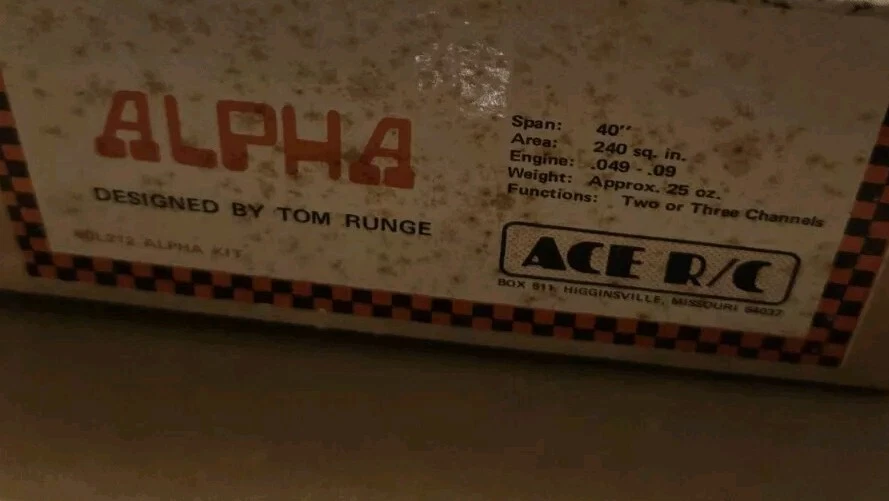 ALPHA
DESIGNED BY TOM RUNGE
ALPHA KIT
Span: 40"
Area: 240 sq. in.
Engine: .049 - .09
Weight: Approx. 25 oz.
Functions: Two or Three Channels
ACE R/C
BOX 511, HIGGINSVILLE, MISSOURI 64037